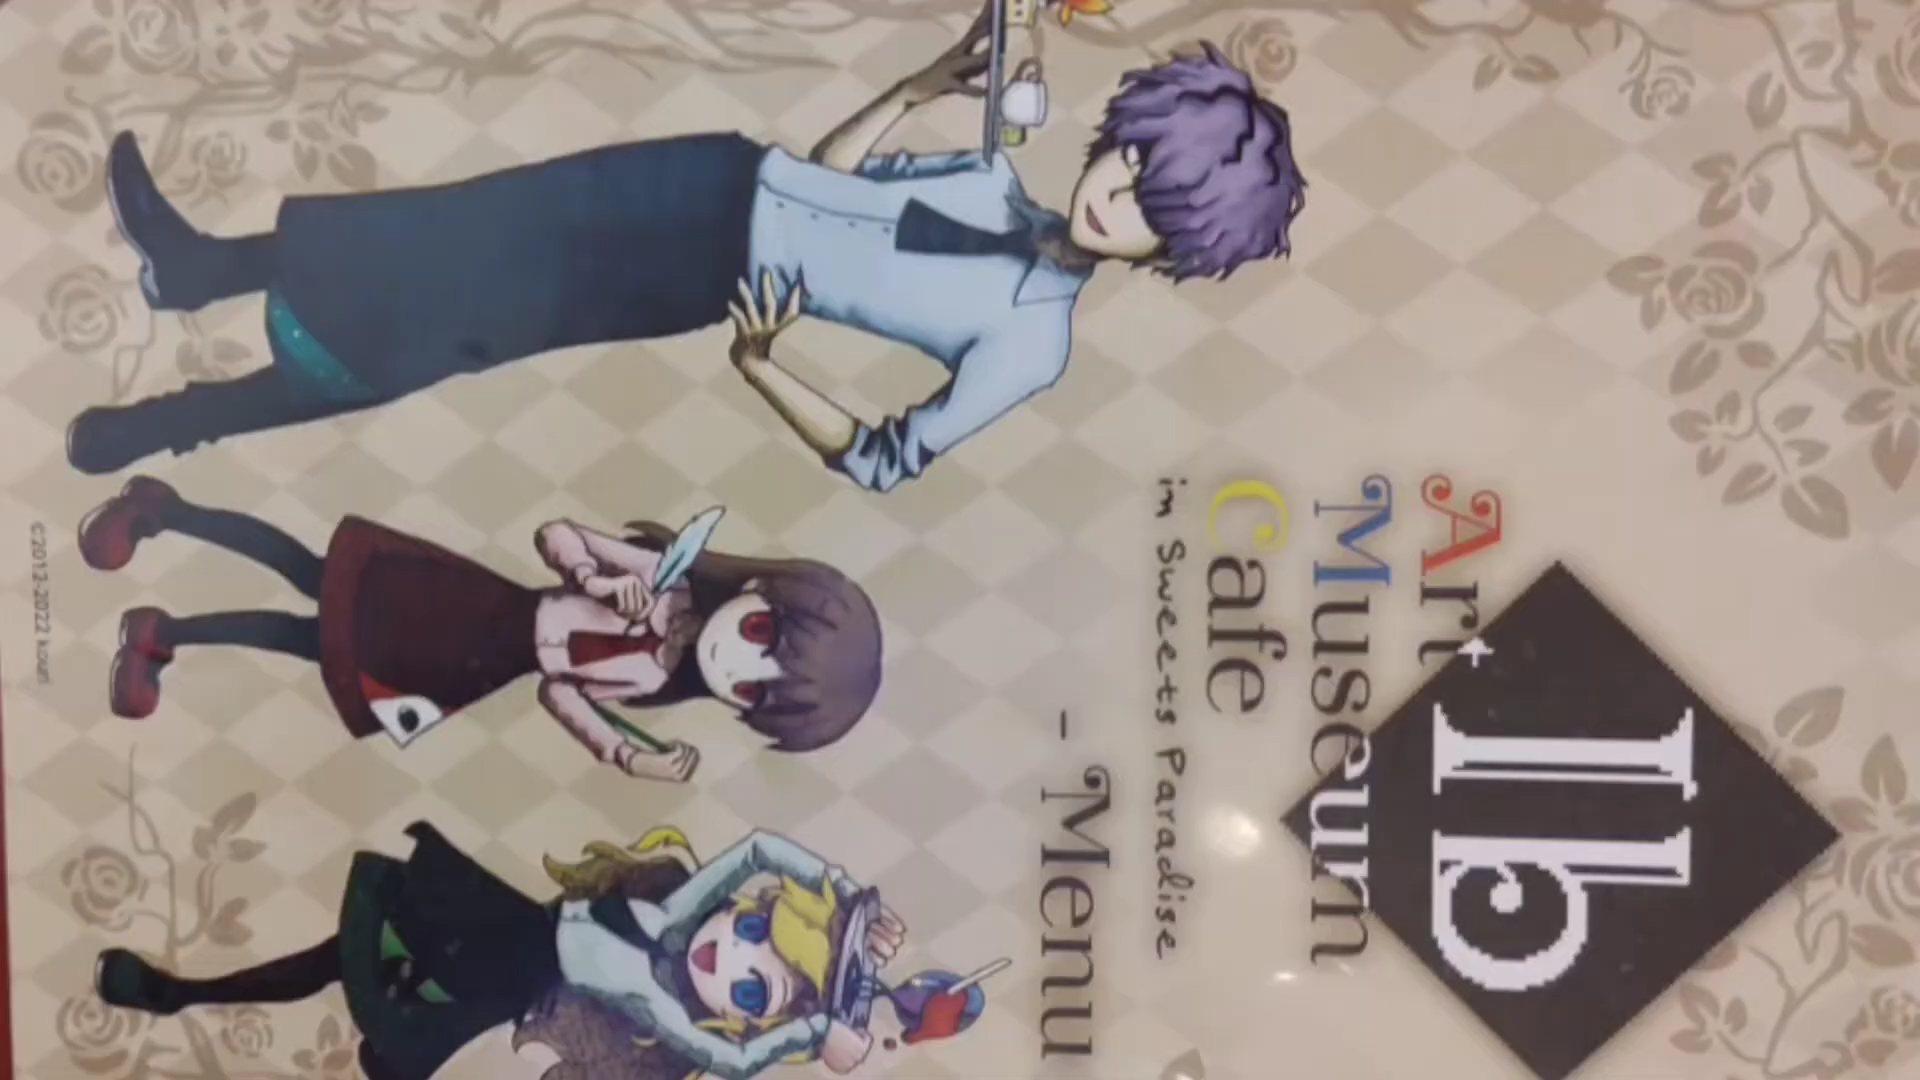 Ib
Art
Museum
Cafe
in Sweets Paradise
- Menu
©2012-2022 kouri